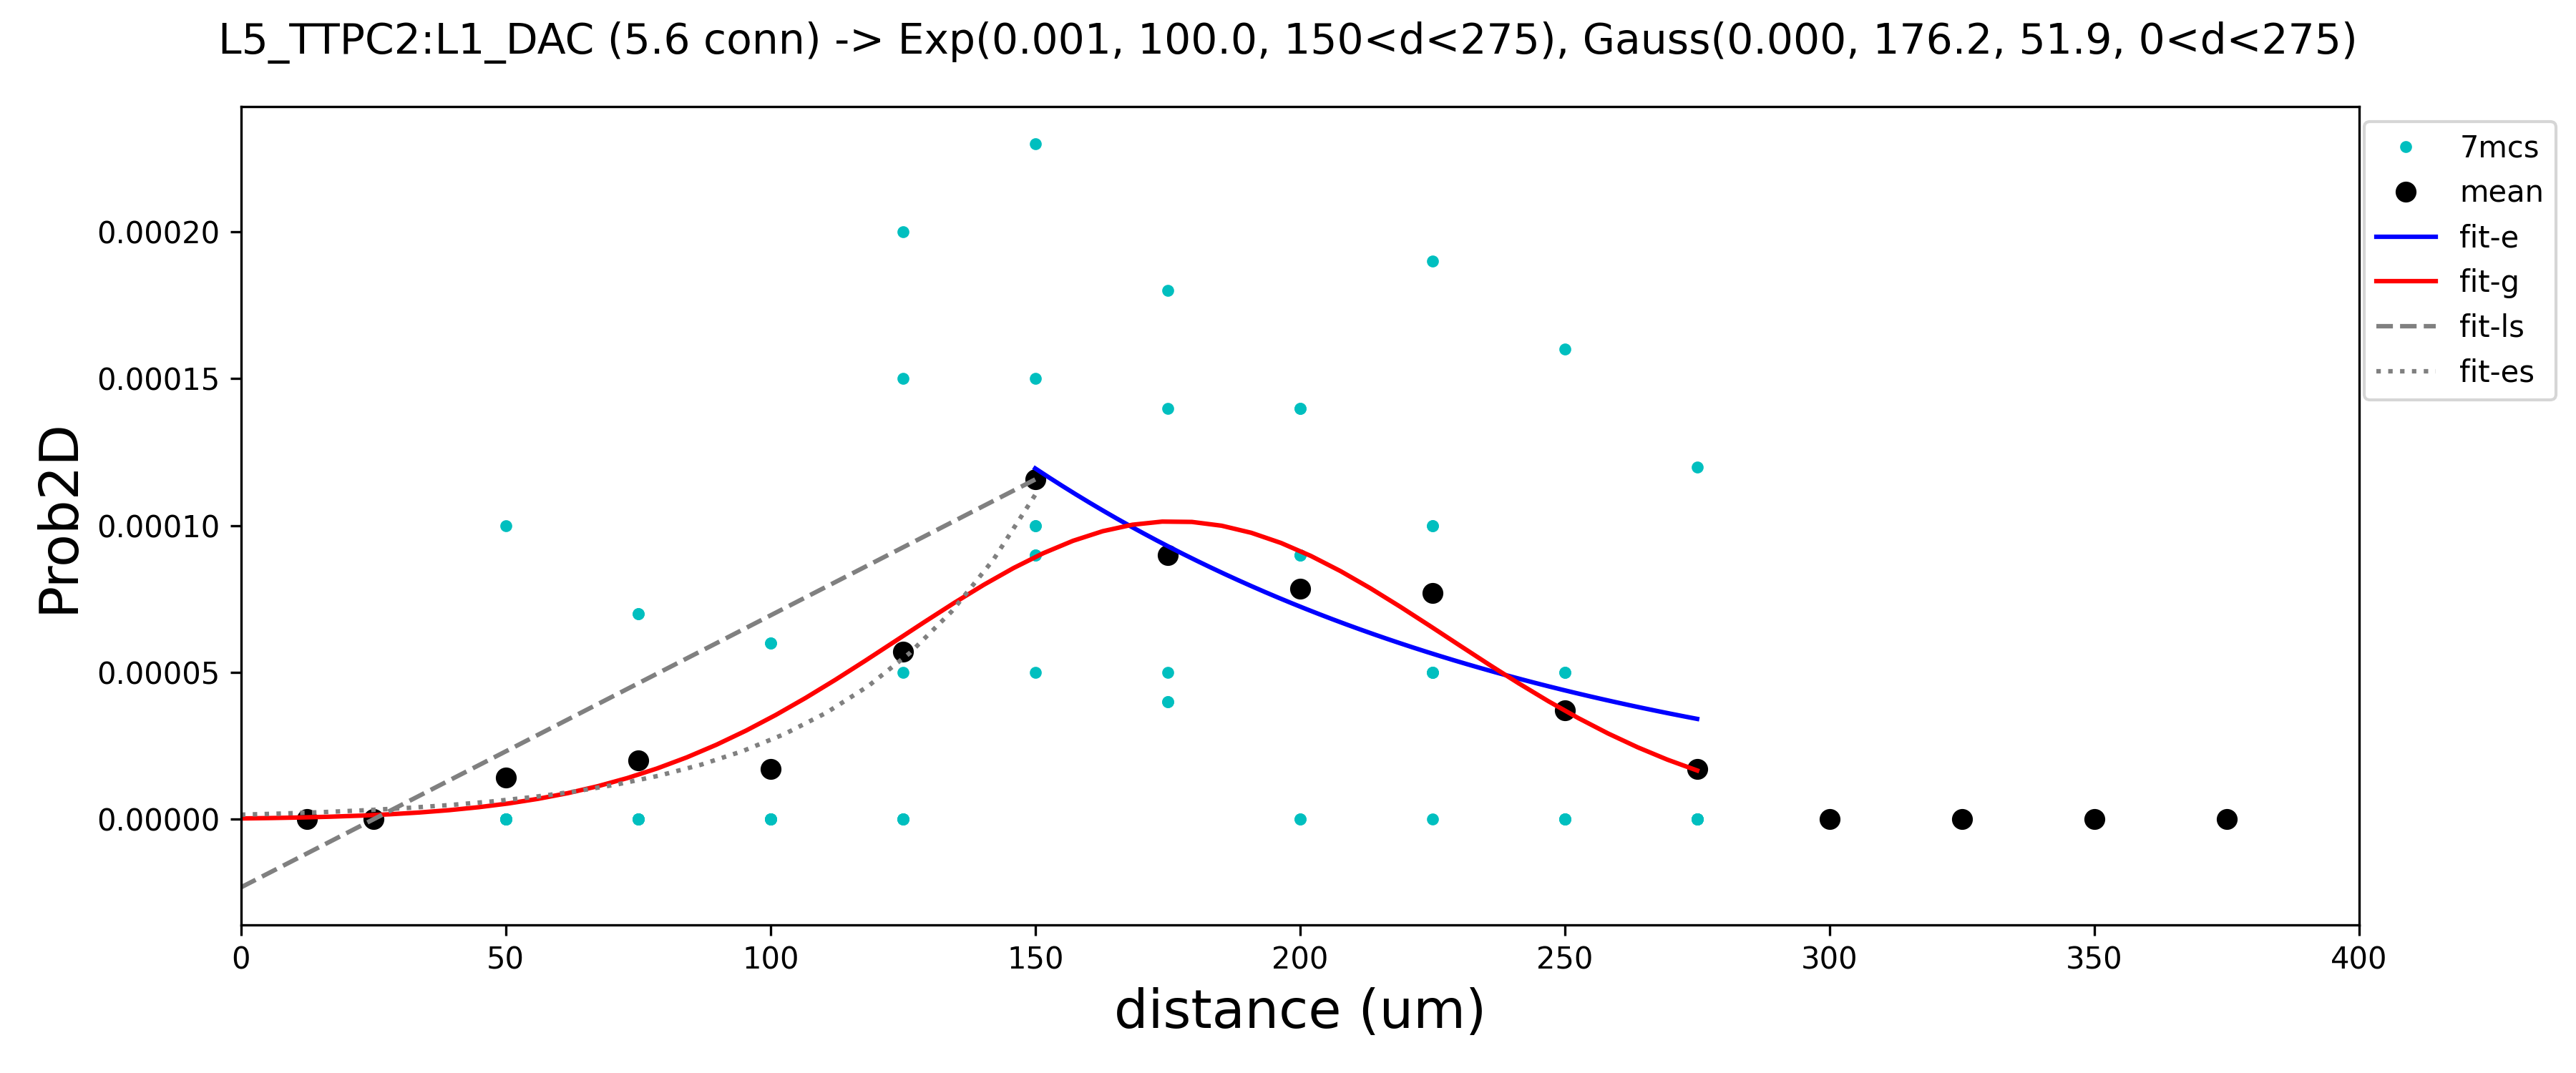 L5_TTPC2:L1_DAC (5.6 conn) -> Exp(0.001, 100.0, 150<d<275), Gauss(0.000, 176.2, 51.9, 0<d<275)
7mcs
mean
fit-e
fit-g
fit-ls
fit-es
Prob2D
0.00020
0.00015
0.00010
0.00005
0.00000
0 50 100 150 200 250 300 350 400
distance (um)